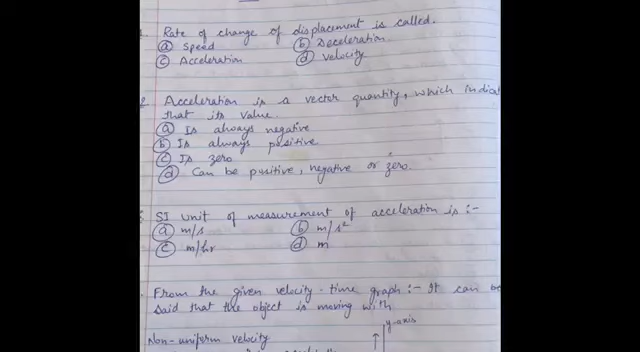 Rate of change of displacement is called.
(a) Speed (b) Deceleration
(c) Acceleration (d) Velocity
Acceleration is a vector quantity, which indicat
that its value.
(a) Is always negative
(b) Is always positive
(c) Is zero
(d) Can be positive, negative or zero.
SI unit of measurement of acceleration is :-
(a) m/s (b) m/s²
(c) m/hr (d) m
From the given velocity-time graph :- It can be
said that the object is moving with
y-axis
Non-uniform velocity